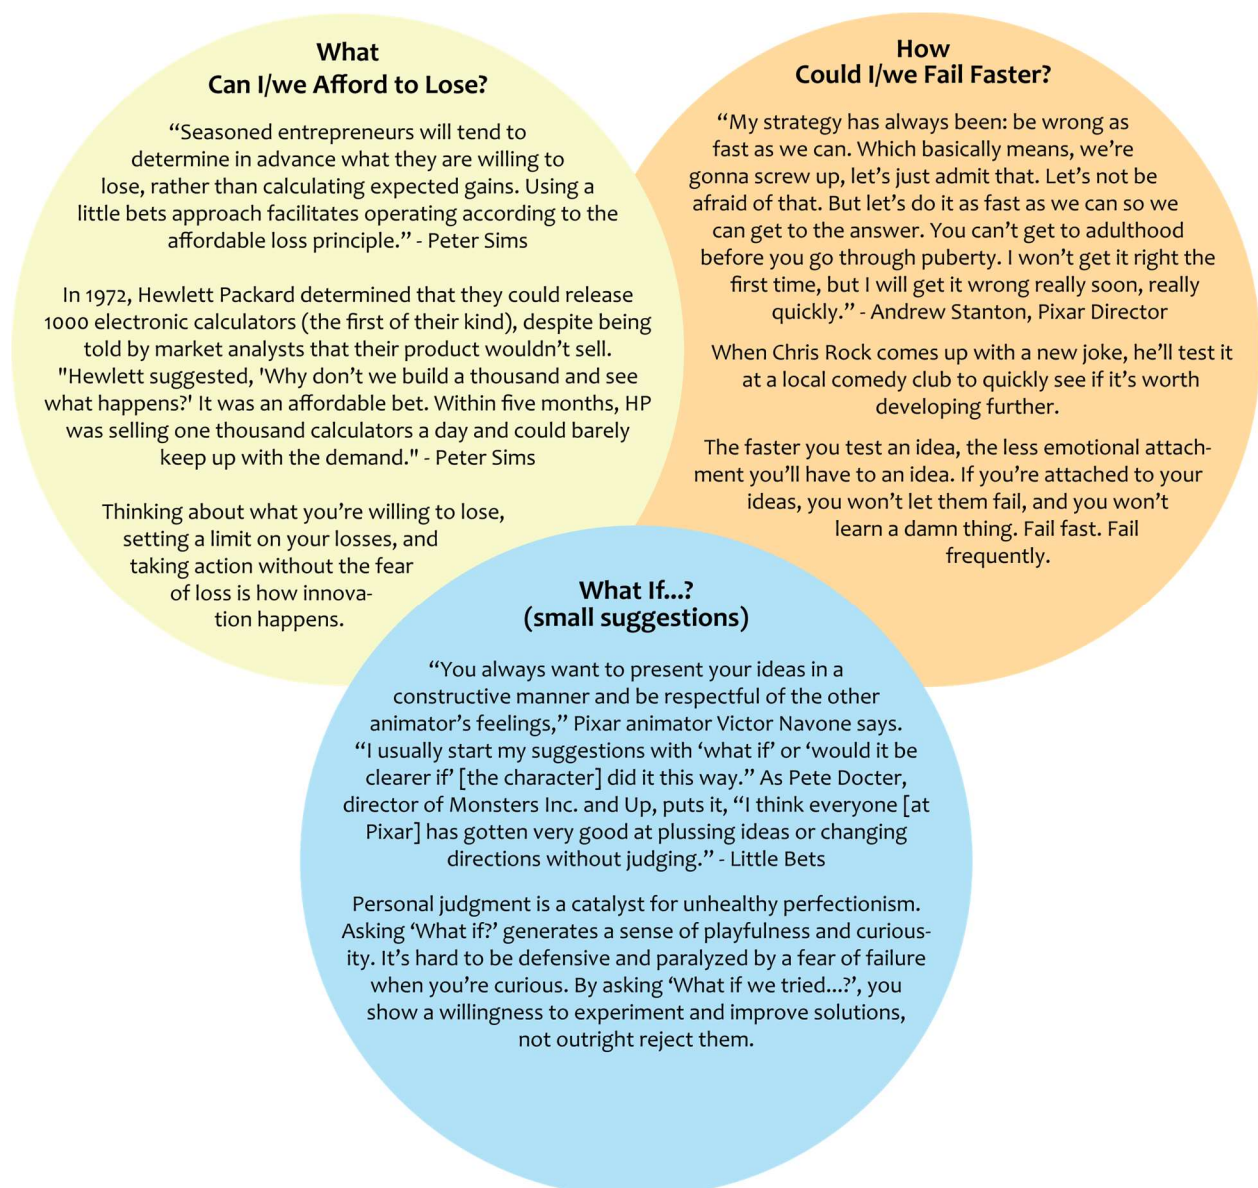 What
Can I/we Afford to Lose?
“Seasoned entrepreneurs will tend to
determine in advance what they are willing to
lose, rather than calculating expected gains. Using a
little bets approach facilitates operating according to the
affordable loss principle.” - Peter Sims
In 1972, Hewlett Packard determined that they could release
1000 electronic calculators (the first of their kind), despite being
told by market analysts that their product wouldn’t sell.
"Hewlett suggested, 'Why don’t we build a thousand and see
what happens?' It was an affordable bet. Within five months, HP
was selling one thousand calculators a day and could barely
keep up with the demand." - Peter Sims
Thinking about what you’re willing to lose,
setting a limit on your losses, and
taking action without the fear
of loss is how innova-
tion happens.
How
Could I/we Fail Faster?
“My strategy has always been: be wrong as
fast as we can. Which basically means, we’re
gonna screw up, let’s just admit that. Let’s not be
afraid of that. But let’s do it as fast as we can so we
can get to the answer. You can’t get to adulthood
before you go through puberty. I won’t get it right the
first time, but I will get it wrong really soon, really
quickly.” - Andrew Stanton, Pixar Director
When Chris Rock comes up with a new joke, he’ll test it
at a local comedy club to quickly see if it’s worth
developing further.
The faster you test an idea, the less emotional attach-
ment you’ll have to an idea. If you’re attached to your
ideas, you won’t let them fail, and you won’t
learn a damn thing. Fail fast. Fail
frequently.
What If...?
(small suggestions)
“You always want to present your ideas in a
constructive manner and be respectful of the other
animator’s feelings,” Pixar animator Victor Navone says.
“I usually start my suggestions with ‘what if’ or ‘would it be
clearer if’ [the character] did it this way.” As Pete Docter,
director of Monsters Inc. and Up, puts it, “I think everyone [at
Pixar] has gotten very good at plussing ideas or changing
directions without judging.” - Little Bets
Personal judgment is a catalyst for unhealthy perfectionism.
Asking ‘What if?’ generates a sense of playfulness and curious-
ity. It’s hard to be defensive and paralyzed by a fear of failure
when you’re curious. By asking ‘What if we tried...?’, you
show a willingness to experiment and improve solutions,
not outright reject them.